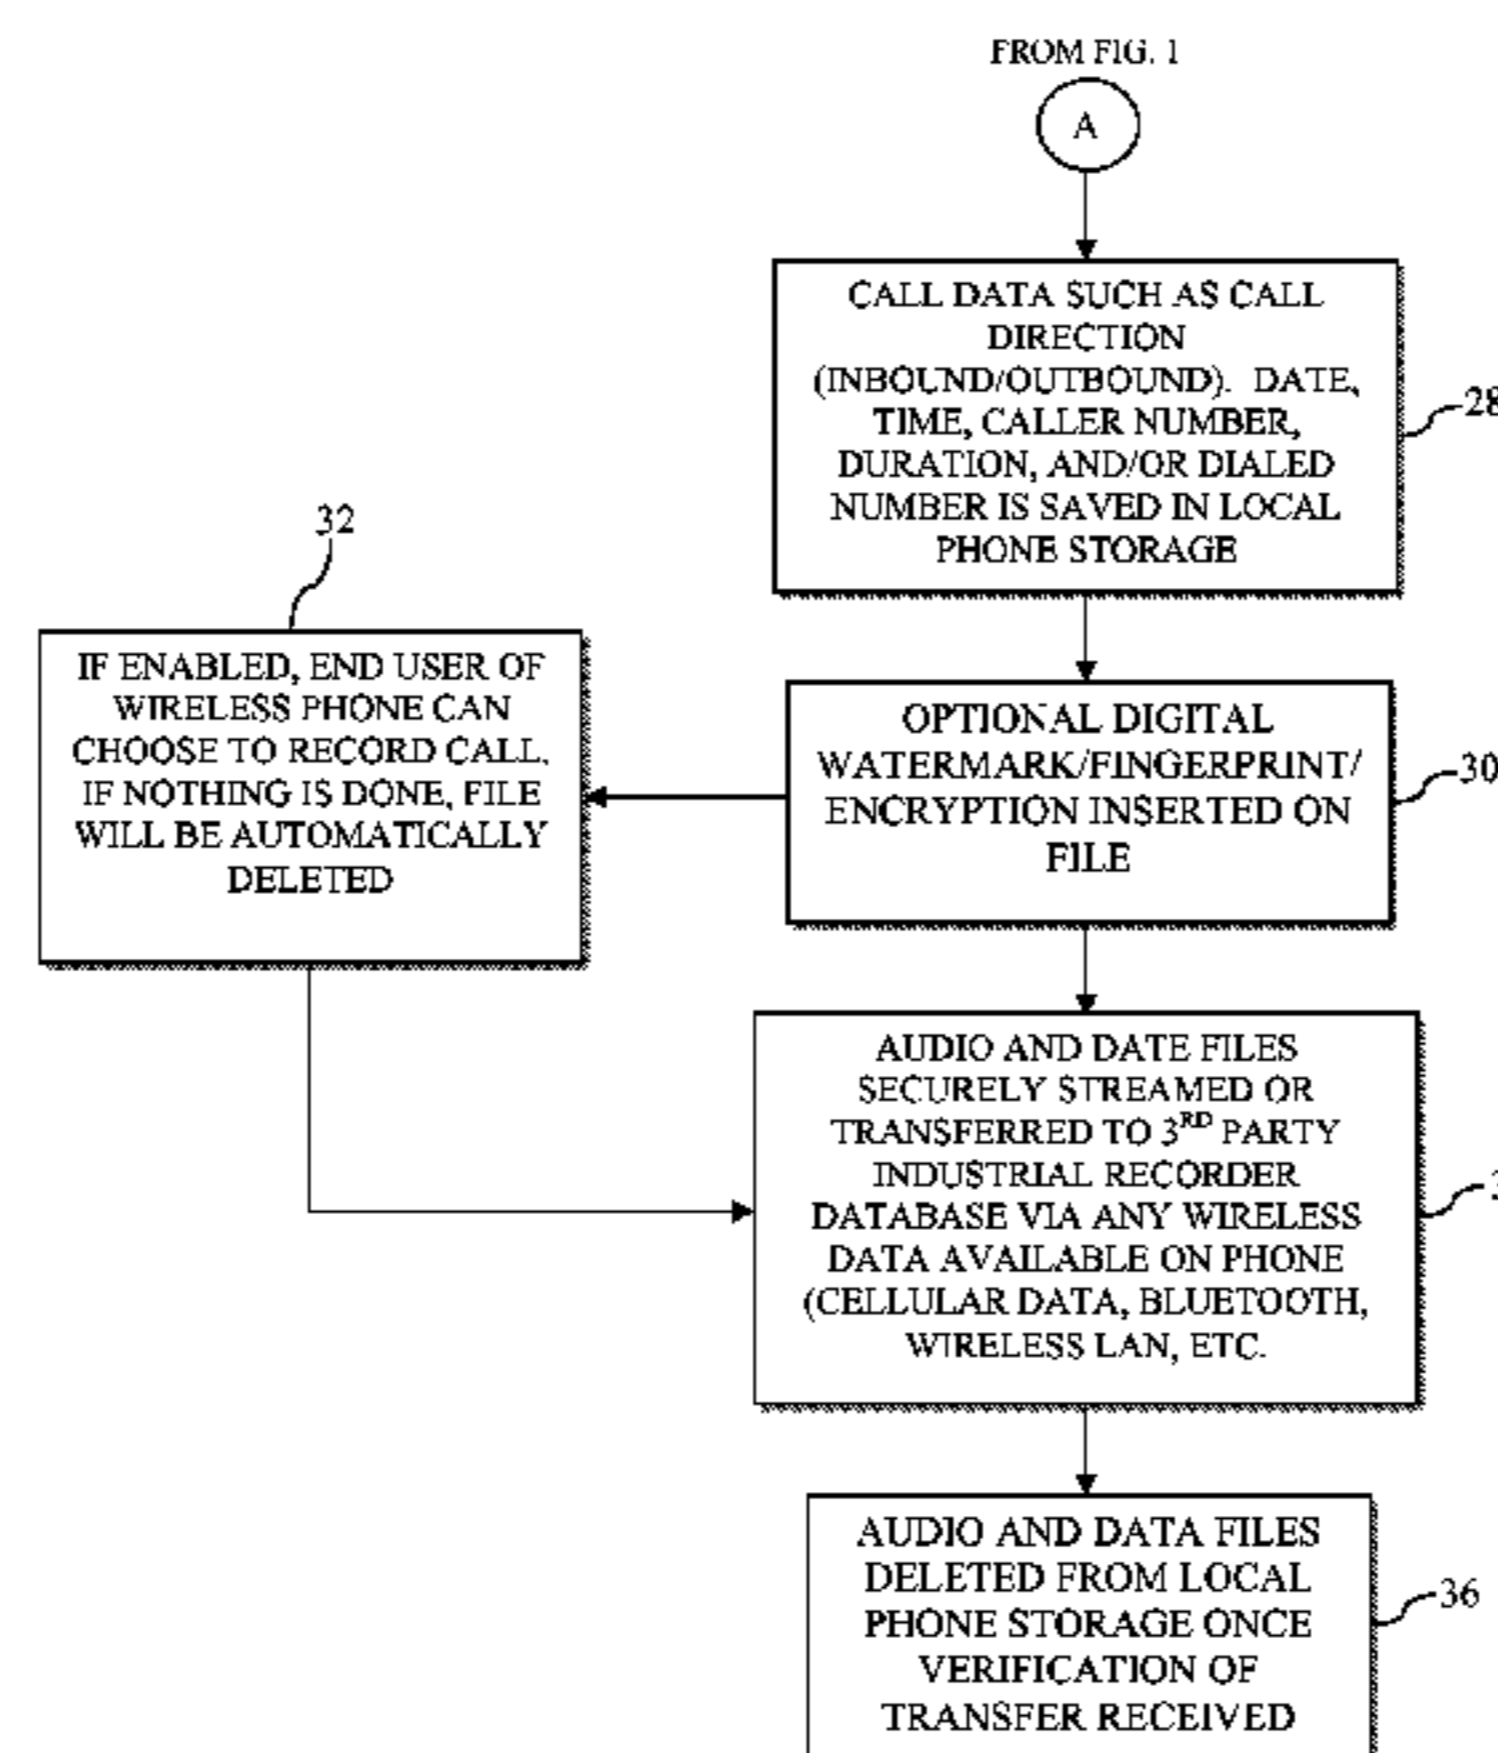 FROM FIG. 1
A
CALL DATA SUCH AS CALL
DIRECTION
(INBOUND/OUTBOUND). DATE,
TIME, CALLER NUMBER,
DURATION, AND/OR DIALED
NUMBER IS SAVED IN LOCAL
PHONE STORAGE
28
32
IF ENABLED, END USER OF
WIRELESS PHONE CAN
CHOOSE TO RECORD CALL.
IF NOTHING IS DONE, FILE
WILL BE AUTOMATICALLY
DELETED
OPTIONAL DIGITAL
WATERMARK/FINGERPRINT/
ENCRYPTION INSERTED ON
FILE
30
AUDIO AND DATE FILES
SECURELY STREAMED OR
TRANSFERRED TO 3RD PARTY
INDUSTRIAL RECORDER
DATABASE VIA ANY WIRELESS
DATA AVAILABLE ON PHONE
(CELLULAR DATA, BLUETOOTH,
WIRELESS LAN, ETC.
AUDIO AND DATA FILES
DELETED FROM LOCAL
PHONE STORAGE ONCE
VERIFICATION OF
TRANSFER RECEIVED
36